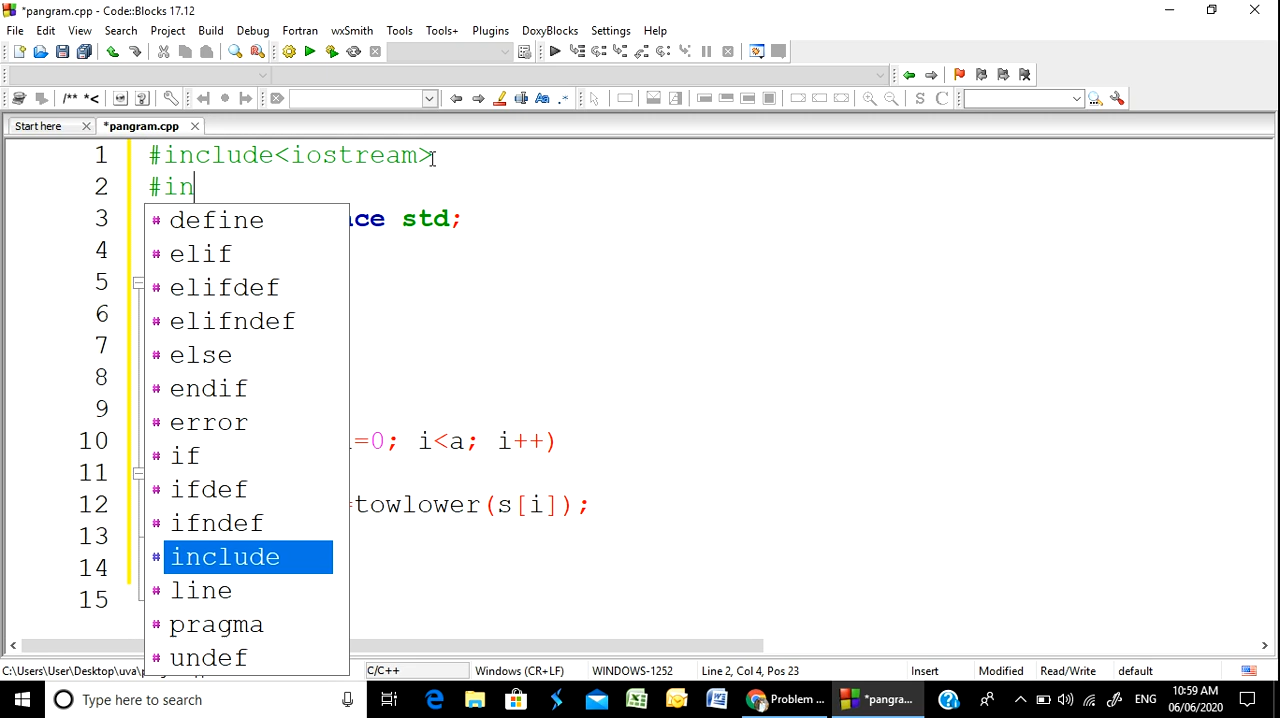 *pangram.cpp - Code::Blocks 17.12
File Edit View Search Project Build Debug Fortran wxSmith Tools Tools+ Plugins DoxyBlocks Settings Help
/** *<
S C
Start here
*pangram.cpp
1 #include<iostream>
2 #in
3 ace std;
4
5
6
7
8
9
10 =0; i<a; i++)
11
12 =towlower(s[i]);
13
14
15
define
elif
elifdef
elifndef
else
endif
error
if
ifdef
ifndef
include
line
pragma
undef
C:\Users\User\Desktop\uva\ C/C++ Windows (CR+LF) WINDOWS-1252 Line 2, Col 4, Pos 23 Insert Modified Read/Write default
Type here to search
Problem ...
*pangra...
ENG
10:59 AM
06/06/2020